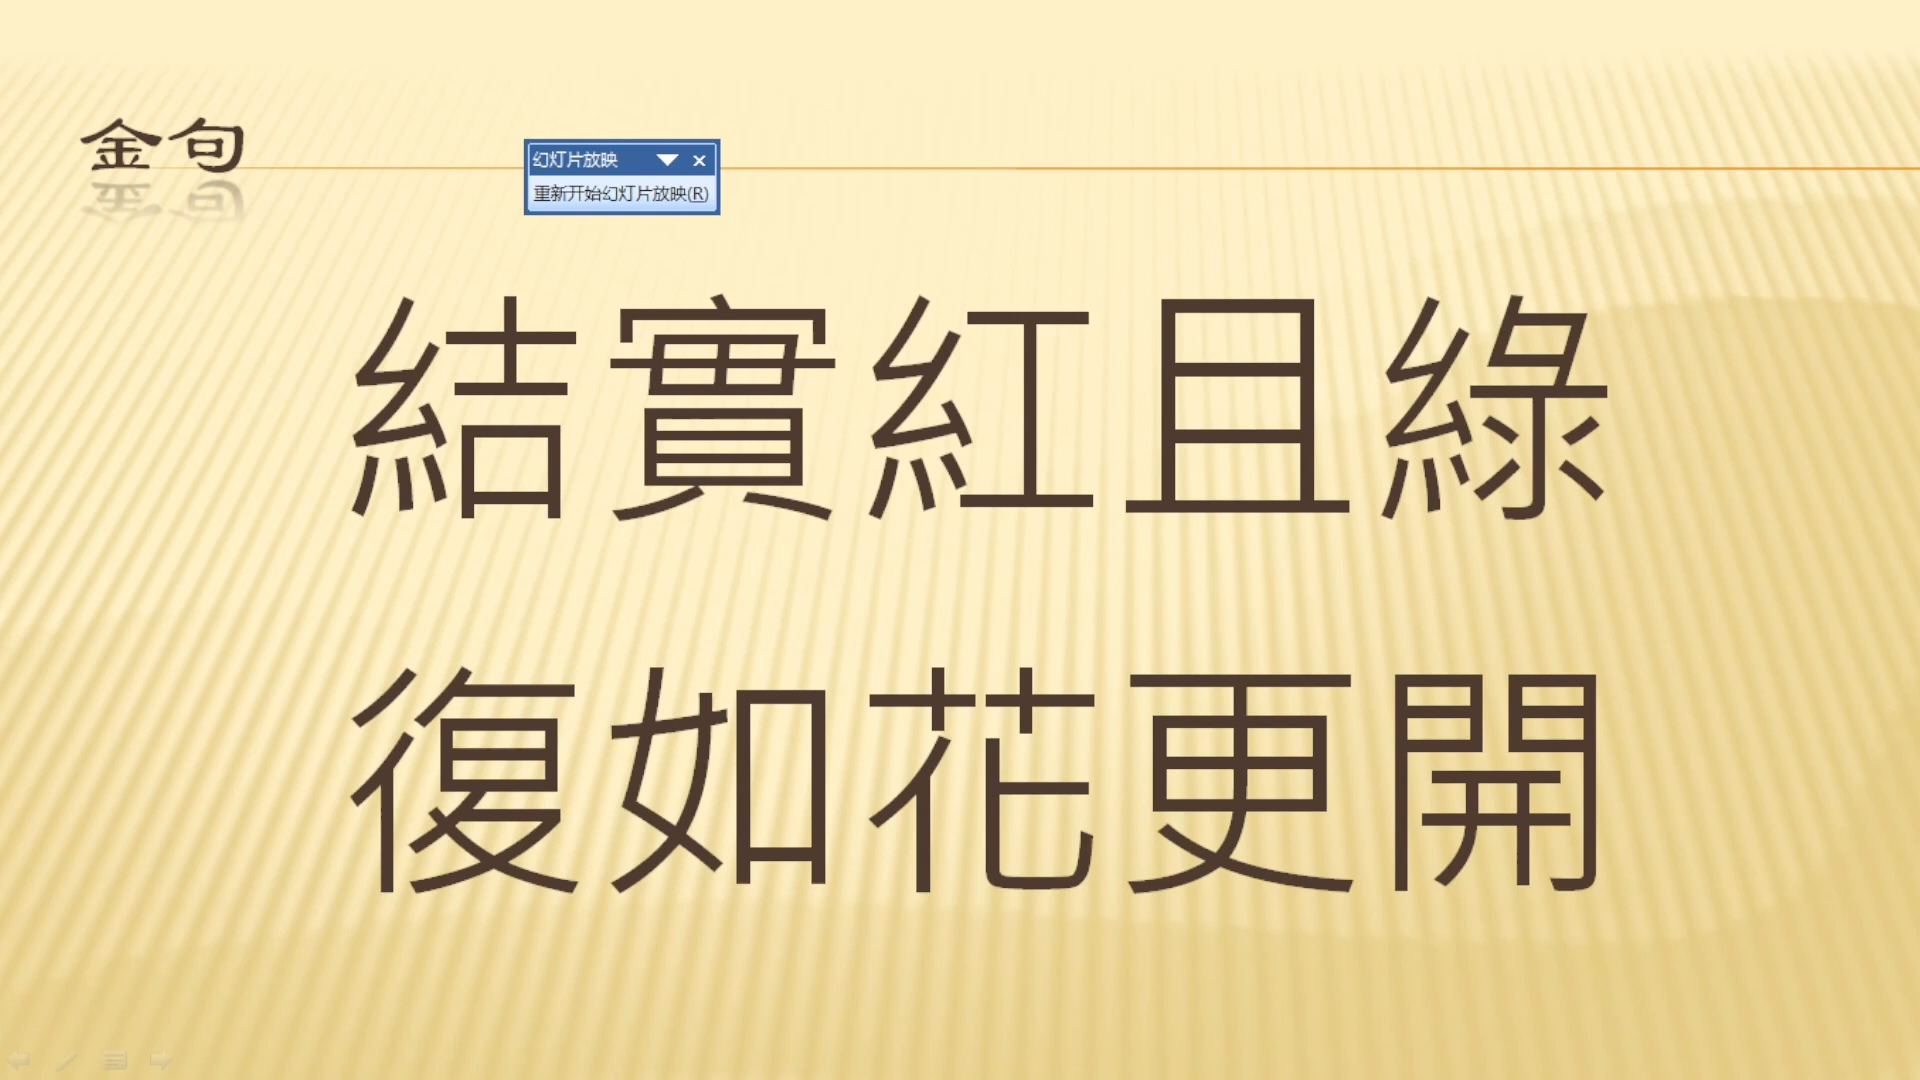 金句
幻灯片放映
重新开始幻灯片放映(R)
結實紅且綠
復如花更開